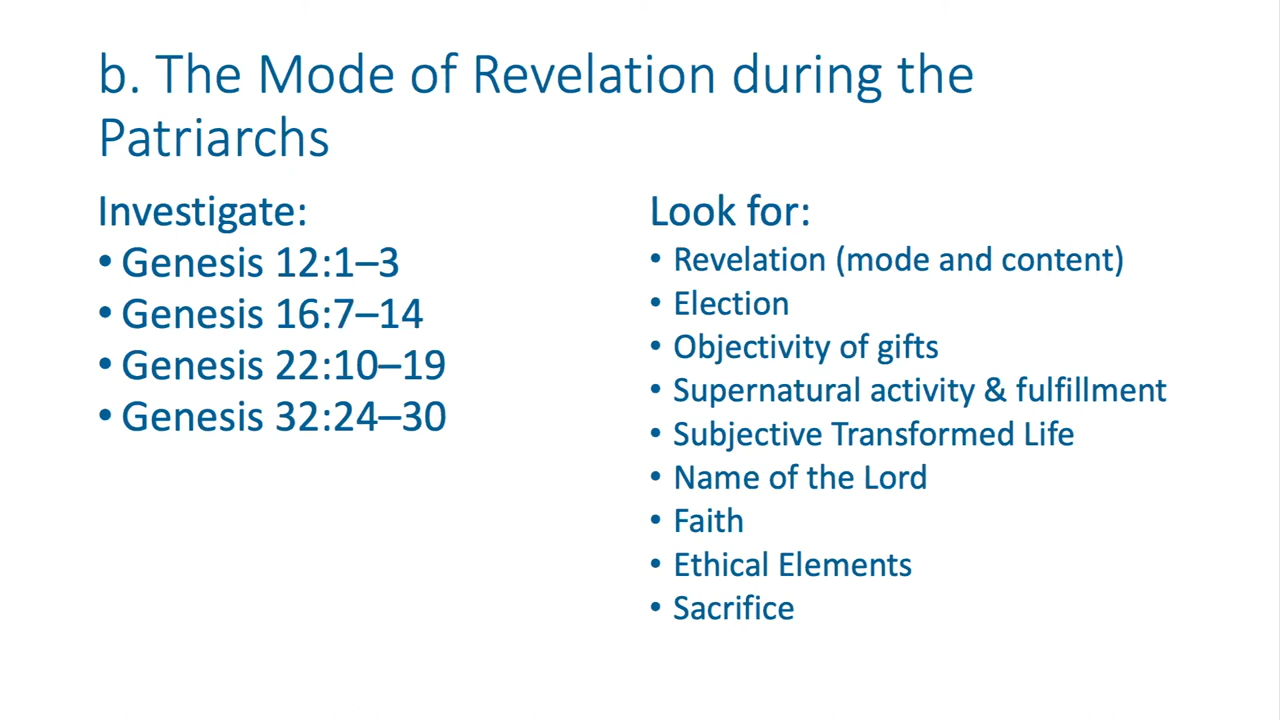 b. The Mode of Revelation during the
Patriarchs
Investigate:
• Genesis 12:1–3
• Genesis 16:7–14
• Genesis 22:10–19
• Genesis 32:24–30
Look for:
• Revelation (mode and content)
• Election
• Objectivity of gifts
• Supernatural activity & fulfillment
• Subjective Transformed Life
• Name of the Lord
• Faith
• Ethical Elements
• Sacrifice